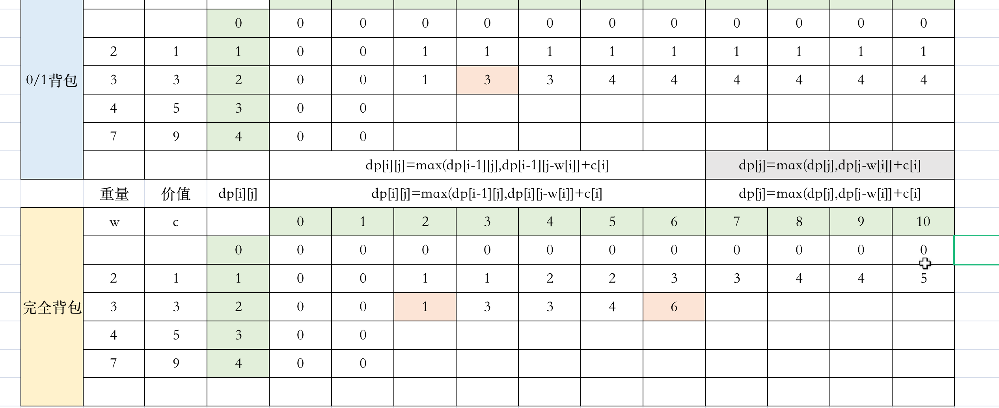 0 0 0 0 0 0 0 0 0 0 0 0
2 1 1 0 0 1 1 1 1 1 1 1 1 1
0/1背包 3 3 2 0 0 1 3 3 4 4 4 4 4 4
4 5 3 0 0
7 9 4 0 0
dp[i][j]=max(dp[i-1][j],dp[i-1][j-w[i]]+c[i] dp[j]=max(dp[j],dp[j-w[i]]+c[i]
重量 价值 dp[i][j] dp[i][j]=max(dp[i-1][j],dp[i][j-w[i]]+c[i] dp[j]=max(dp[j],dp[j-w[i]]+c[i]
w c 0 1 2 3 4 5 6 7 8 9 10
0 0 0 0 0 0 0 0 0 0 0 0
2 1 1 0 0 1 1 2 2 3 3 4 4 5
完全背包 3 3 2 0 0 1 3 3 4 6
4 5 3 0 0
7 9 4 0 0